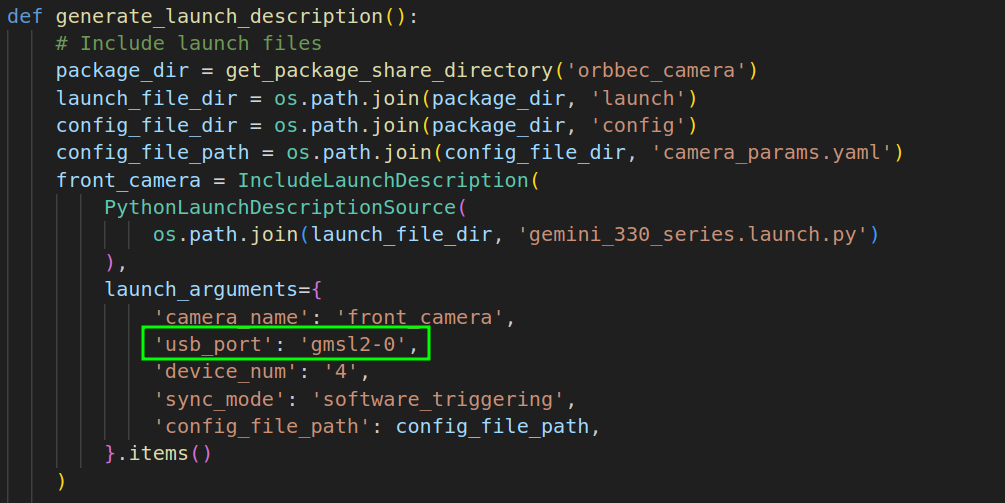 def generate_launch_description():
    # Include launch files
    package_dir = get_package_share_directory('orbbec_camera')
    launch_file_dir = os.path.join(package_dir, 'launch')
    config_file_dir = os.path.join(package_dir, 'config')
    config_file_path = os.path.join(config_file_dir, 'camera_params.yaml')
    front_camera = IncludeLaunchDescription(
        PythonLaunchDescriptionSource(
            os.path.join(launch_file_dir, 'gemini_330_series.launch.py')
        ),
        launch_arguments={
            'camera_name': 'front_camera',
            'usb_port': 'gmsl2-0',
            'device_num': '4',
            'sync_mode': 'software_triggering',
            'config_file_path': config_file_path,
        }.items()
    )